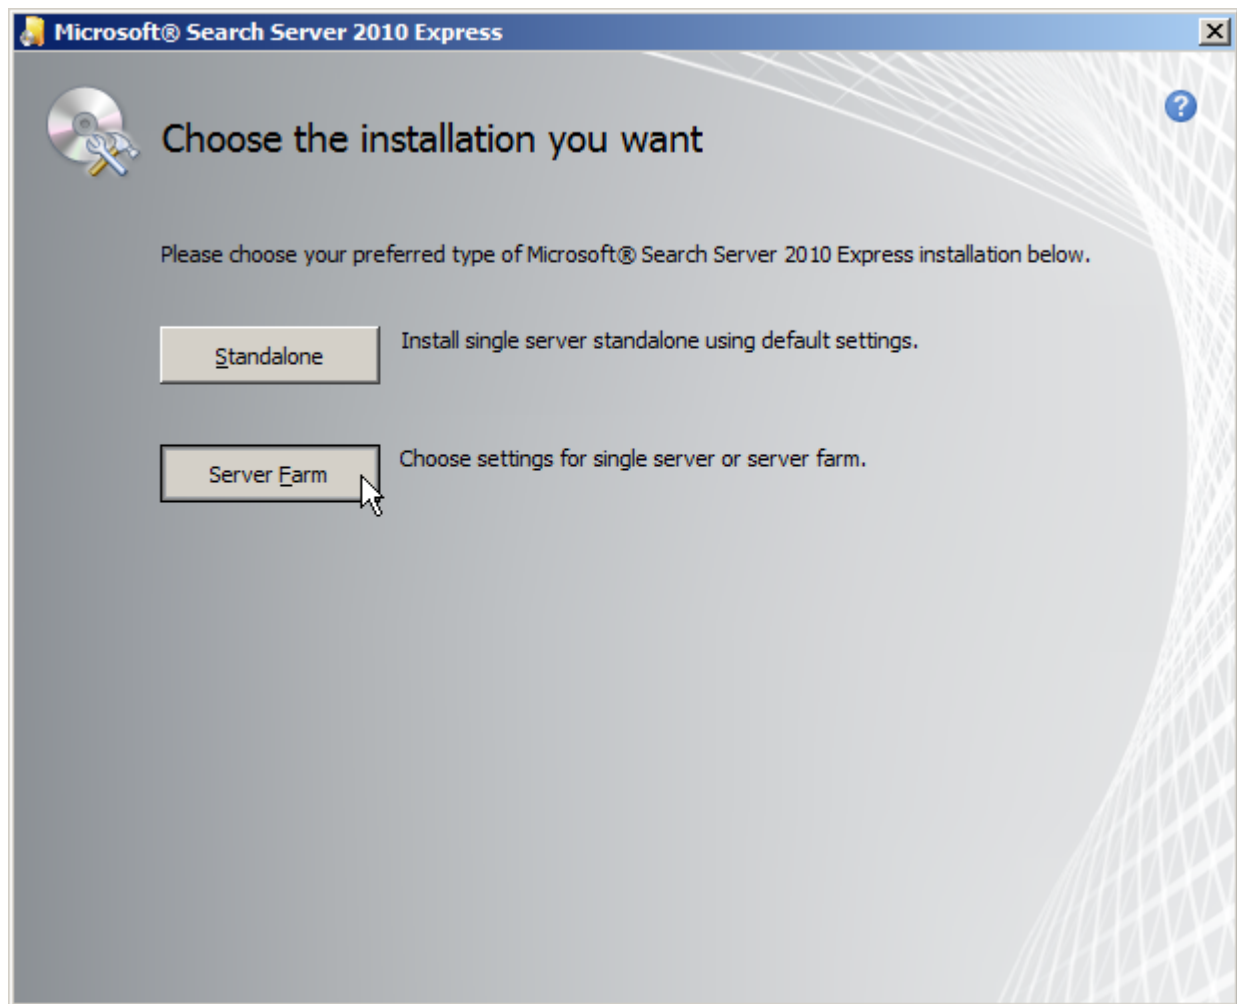 Microsoft® Search Server 2010 Express
?
Choose the installation you want
Please choose your preferred type of Microsoft® Search Server 2010 Express installation below.
Standalone
Install single server standalone using default settings.
Server Farm
Choose settings for single server or server farm.